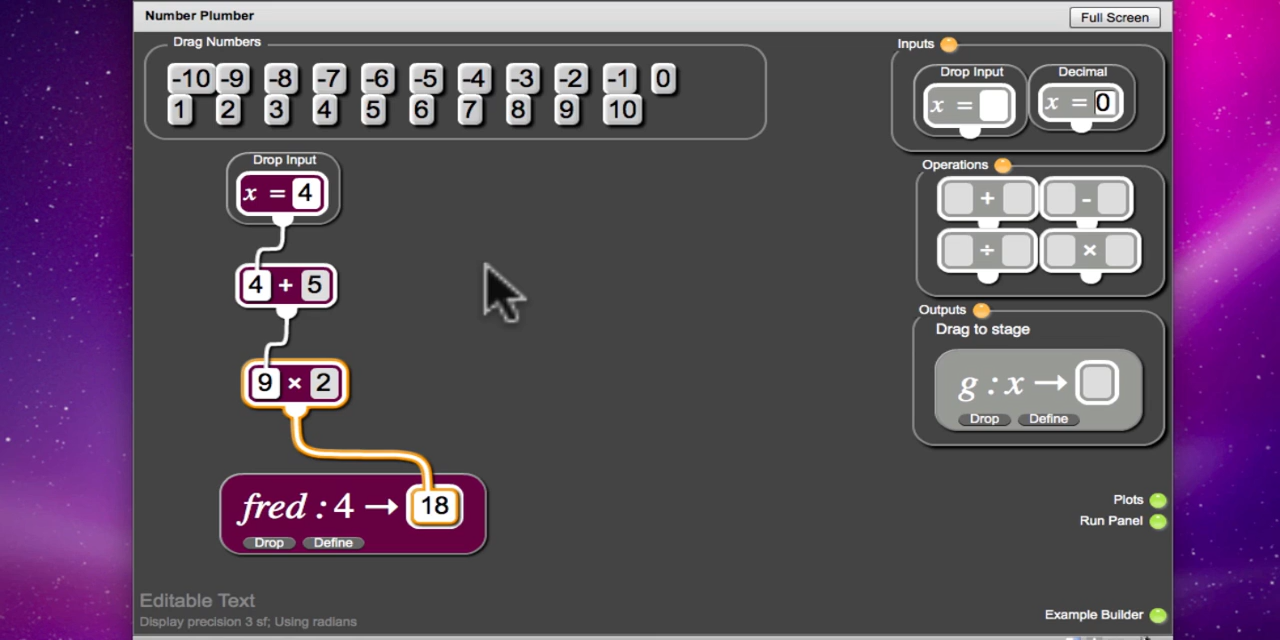 Number Plumber
Full Screen
Drag Numbers
-10 -9 -8 -7 -6 -5 -4 -3 -2 -1 0
1 2 3 4 5 6 7 8 9 10
Drop Input
x = 4
4 + 5
9 × 2
fred : 4 → 18
Drop Define
Editable Text
Display precision 3 sf; Using radians
Inputs
Drop Input Decimal
x = x = 0
Operations
+ -
÷ ×
Outputs
Drag to stage
g : x →
Drop Define
Plots
Run Panel
Example Builder